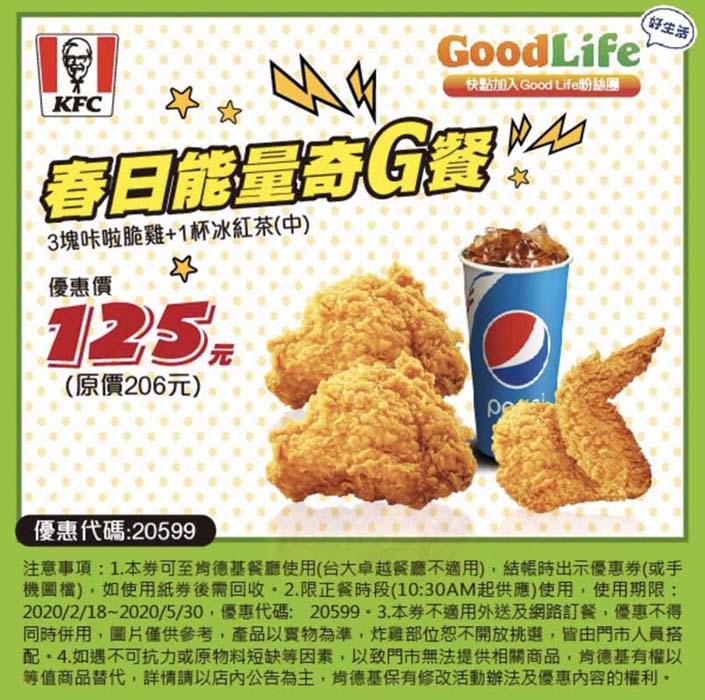 好生活
GoodLife
快點加入Good Life粉絲團
KFC
春日能量奇G餐
3塊咔啦脆雞+1杯冰紅茶(中)
優惠價
125元
(原價206元)
pepsi
優惠代碼:20599
注意事項：1.本券可至肯德基餐廳使用(台大卓越餐廳不適用)，結帳時出示優惠券(或手
機圖檔)，如使用紙券後需回收。2.限正餐時段(10:30AM起供應)使用，使用期限：
2020/2/18~2020/5/30，優惠代碼:　20599。3.本券不適用外送及網路訂餐，優惠不得
同時併用，圖片僅供參考，產品以實物為準，炸雞部位恕不開放挑選，皆由門市人員搭
配。4.如遇不可抗力或原物料短缺等因素，以致門市無法提供相關商品，肯德基有權以
等值商品替代，詳情請以店內公告為主，肯德基保有修改活動辦法及優惠內容的權利。